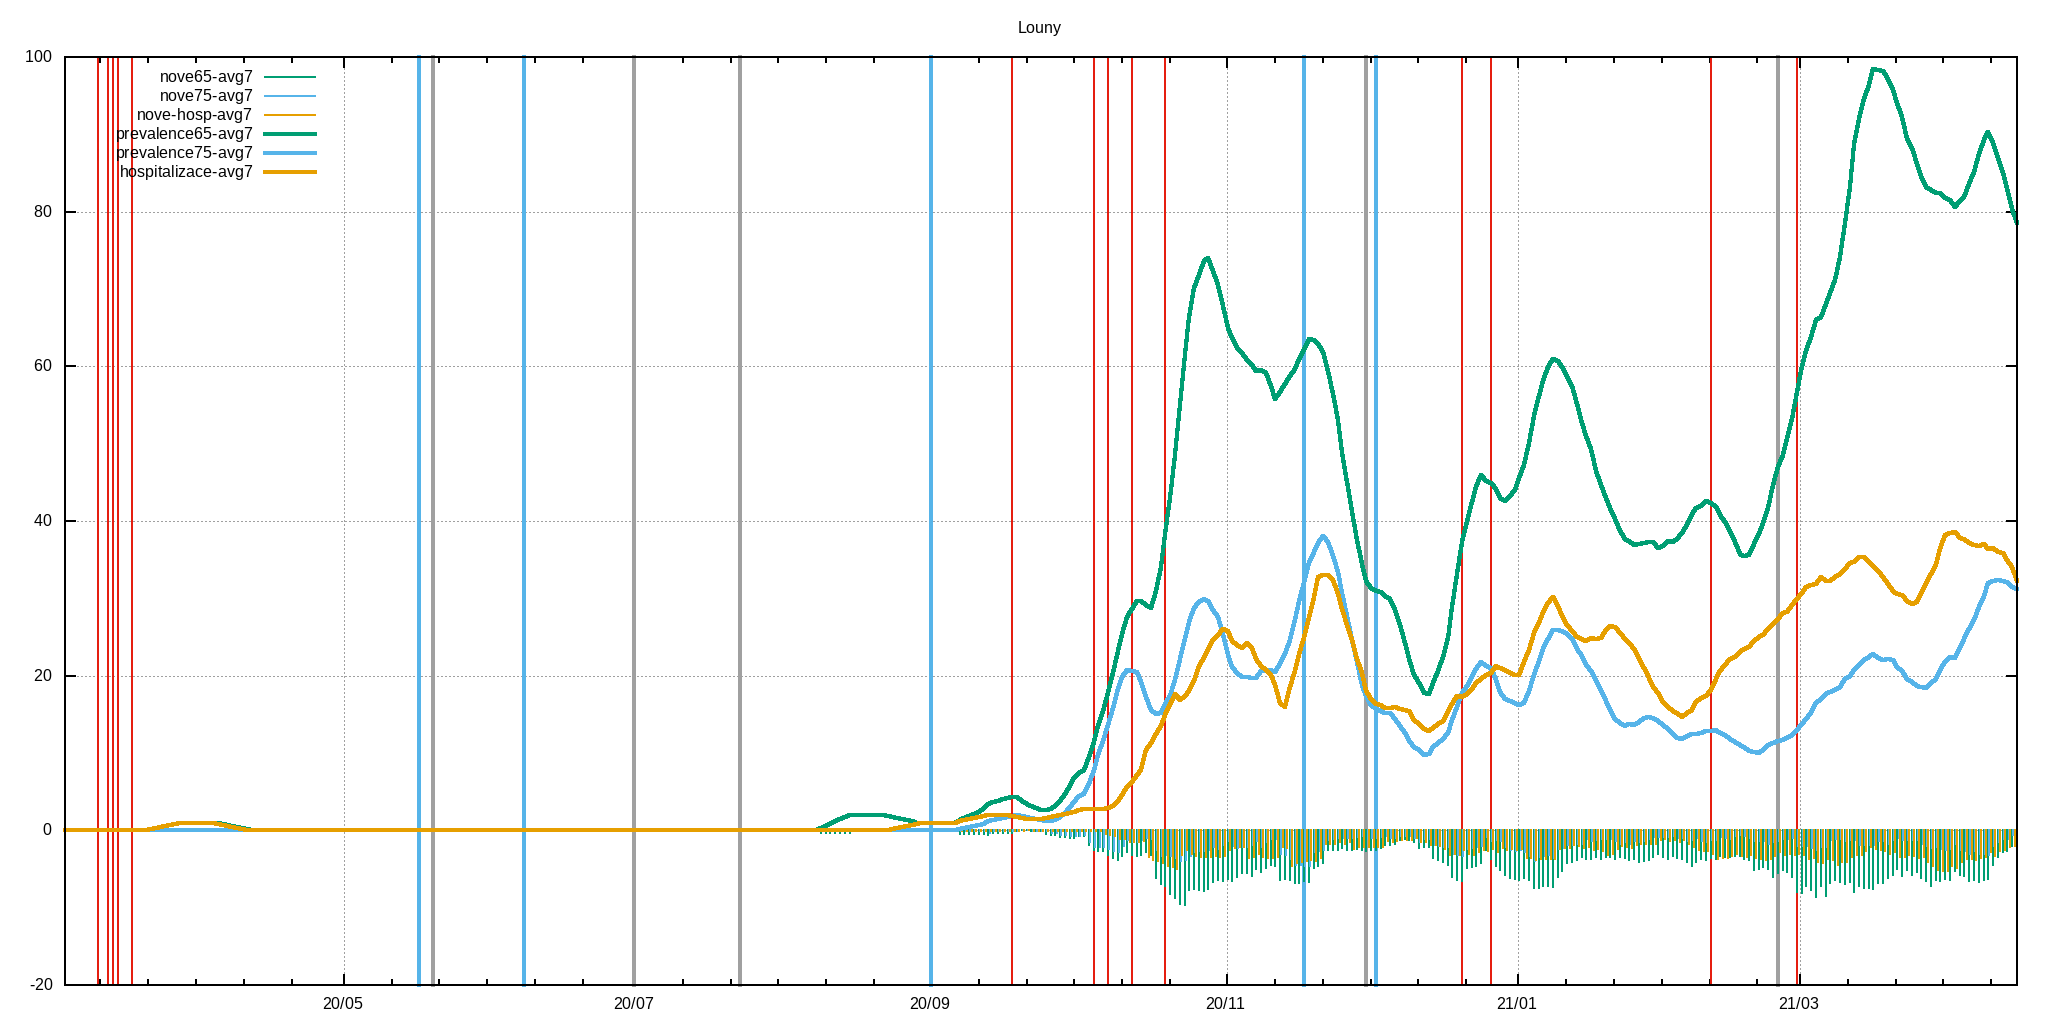 Louny
100
80
60
40
20
0
-20
nove65-avg7
nove75-avg7
nove-hosp-avg7
prevalence65-avg7
prevalence75-avg7
hospitalizace-avg7
20/05
20/07
20/09
20/11
21/01
21/03